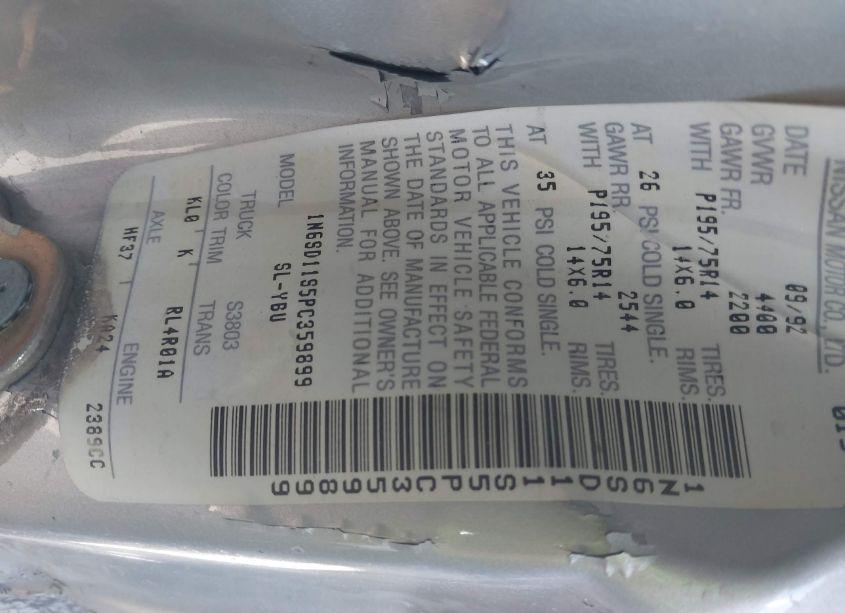 NISSAN MOTOR CO., LTD.
DATE 09/92
GVWR 4400
GAWR FR. 2200
WITH P195/75R14 TIRES.
14X6.0 RIMS.
AT 26 PSI COLD SINGLE.
GAWR RR. 2544
WITH P195/75R14 TIRES.
14X6.0 RIMS.
AT 35 PSI COLD SINGLE.
THIS VEHICLE CONFORMS
TO ALL APPLICABLE FEDERAL
MOTOR VEHICLE SAFETY
STANDARDS IN EFFECT ON
THE DATE OF MANUFACTURE
SHOWN ABOVE. SEE OWNER'S
MANUAL FOR ADDITIONAL
INFORMATION.
1N6SD11S5PC359899
MODEL SL-Y6U
TRUCK S3803
COLOR TRIM TRANS
KL0 K RL4R01A
AXLE ENGINE
HF37 KA24 2389CC
1N6SD11S5PC359899